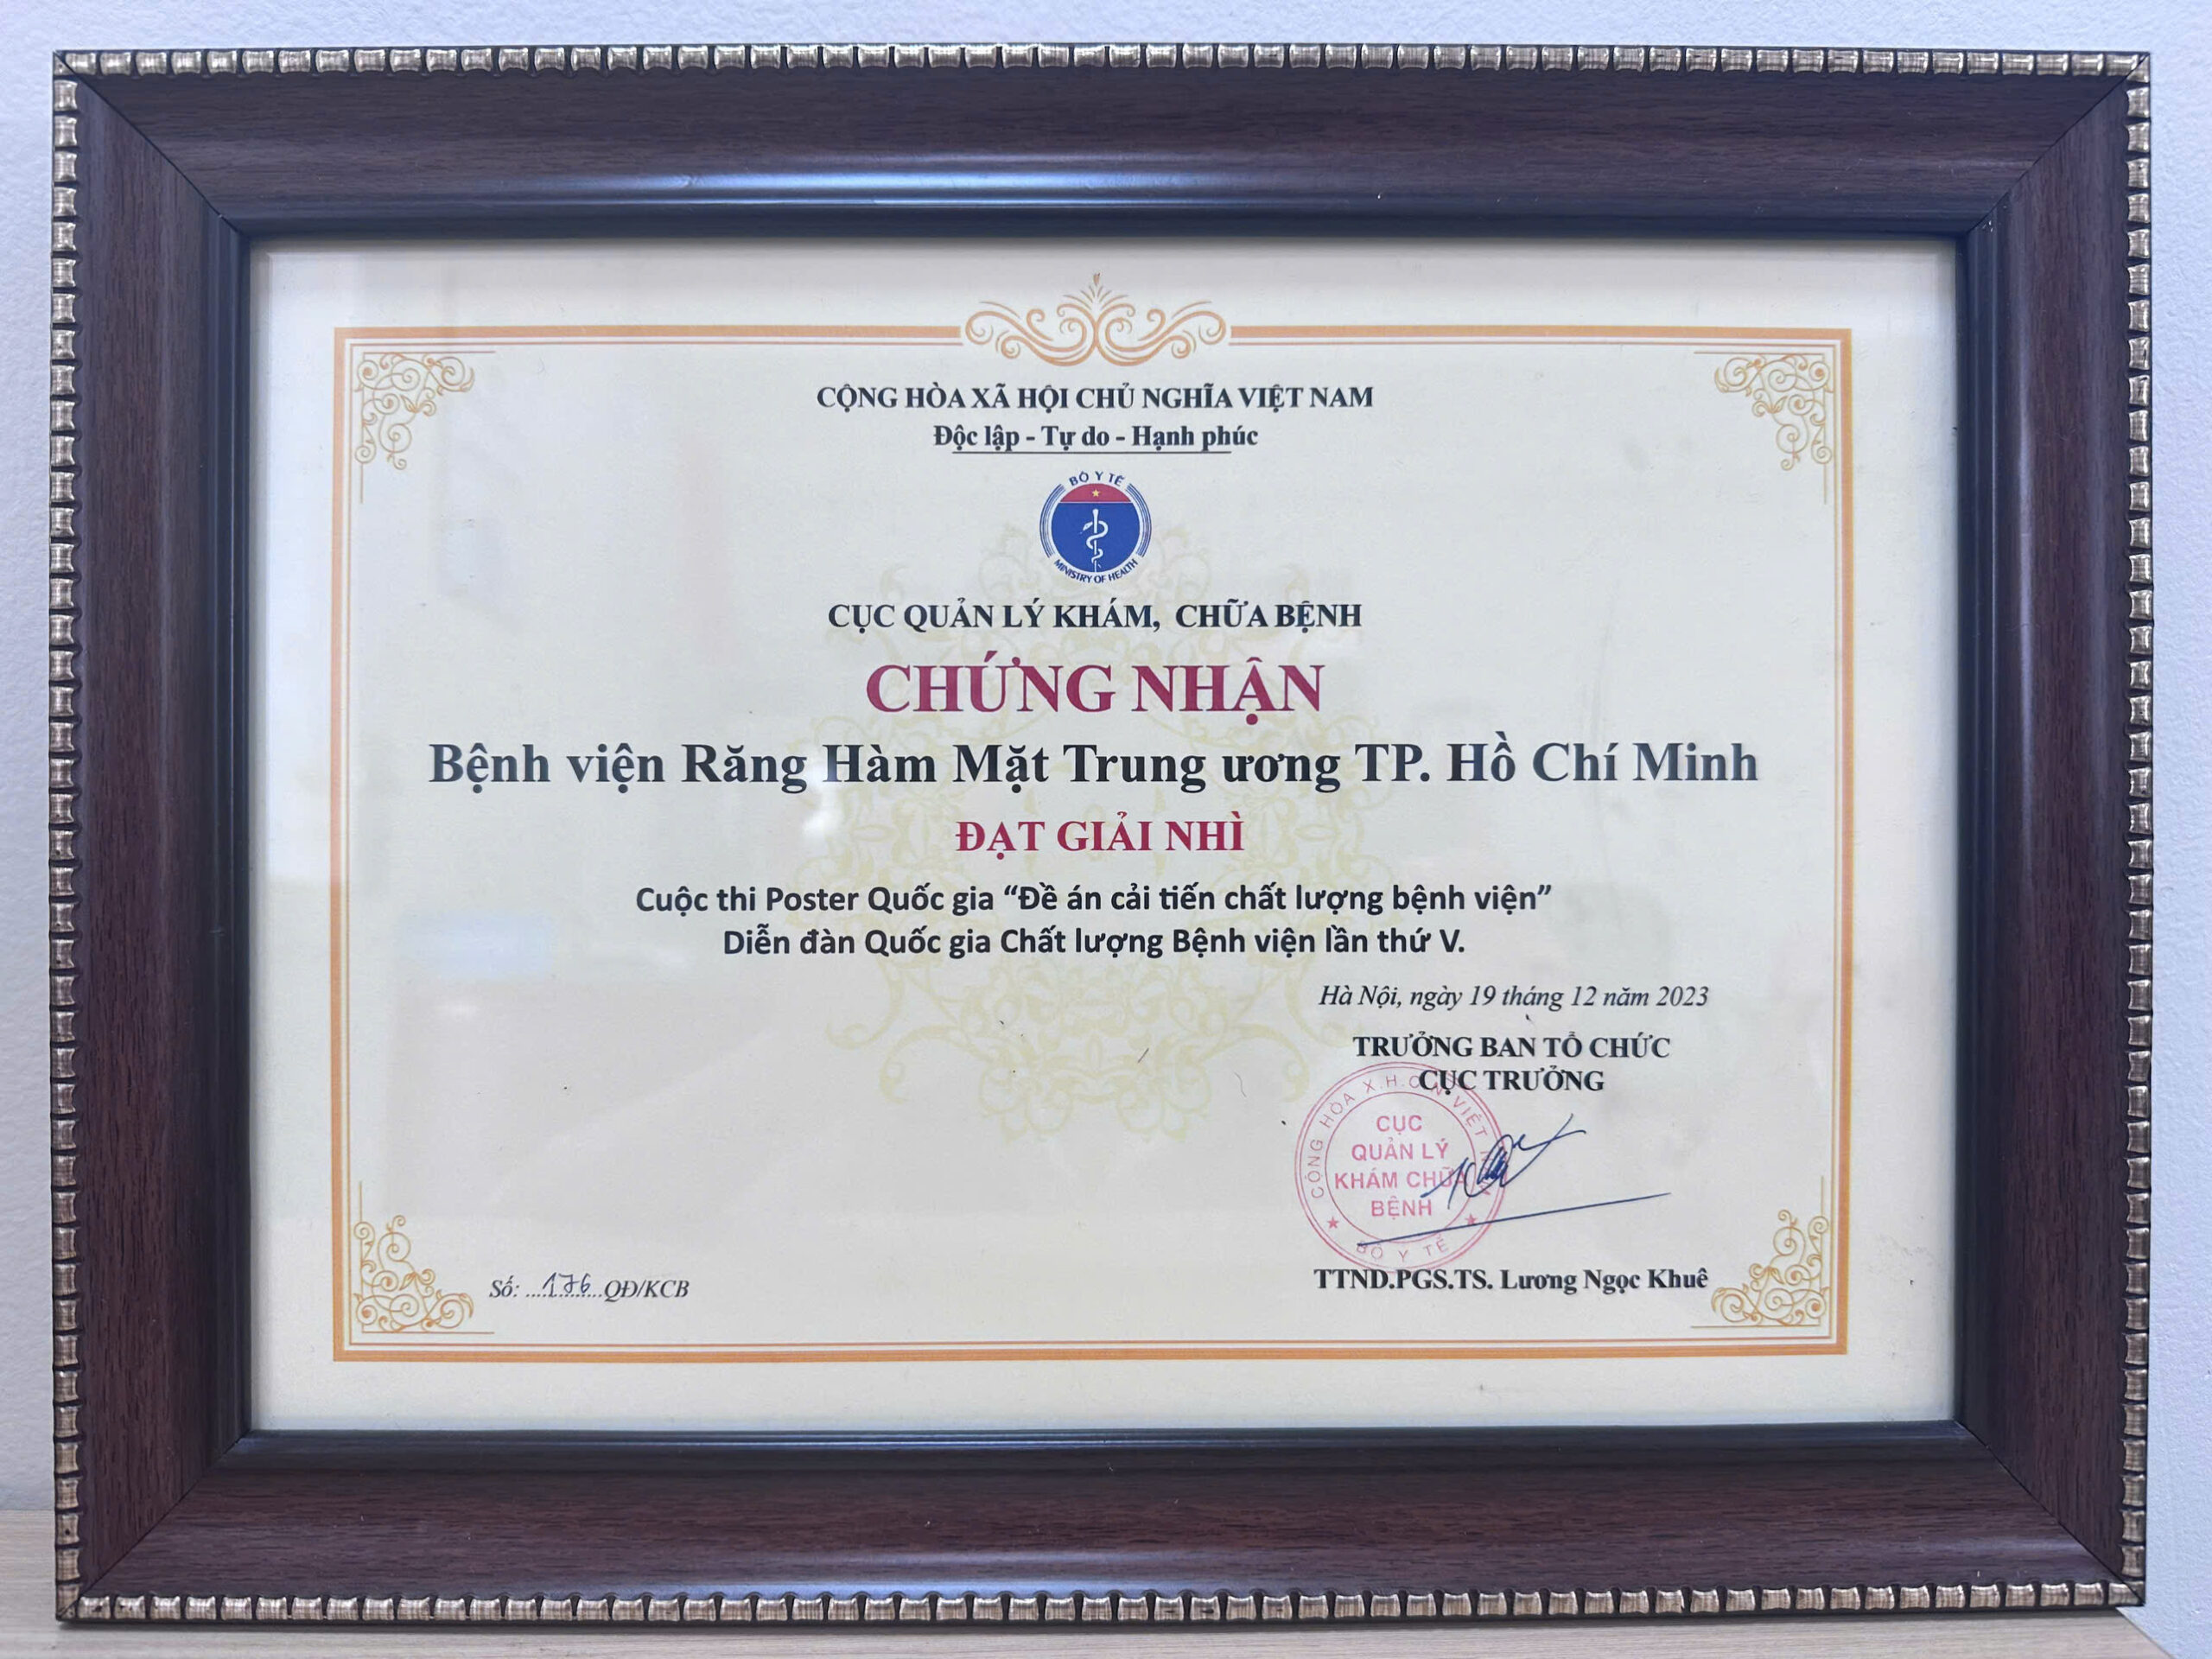 CỘNG HÒA XÃ HỘI CHỦ NGHĨA VIỆT NAM
Độc lập - Tự do - Hạnh phúc
BỘ Y TẾ
MINISTRY OF HEALTH
CỤC QUẢN LÝ KHÁM, CHỮA BỆNH
CHỨNG NHẬN
Bệnh viện Răng Hàm Mặt Trung ương TP. Hồ Chí Minh
ĐẠT GIẢI NHÌ
Cuộc thi Poster Quốc gia “Đề án cải tiến chất lượng bệnh viện”
Diễn đàn Quốc gia Chất lượng Bệnh viện lần thứ V.
Hà Nội, ngày 19 tháng 12 năm 2023
TRƯỞNG BAN TỔ CHỨC
CỤC TRƯỞNG
CỘNG HÒA X.H.C.N VIỆT NAM
CỤC
QUẢN LÝ
KHÁM CHỮA
BỆNH
BỘ Y TẾ
TTND.PGS.TS. Lương Ngọc Khuê
Số: ....176....QĐ/KCB